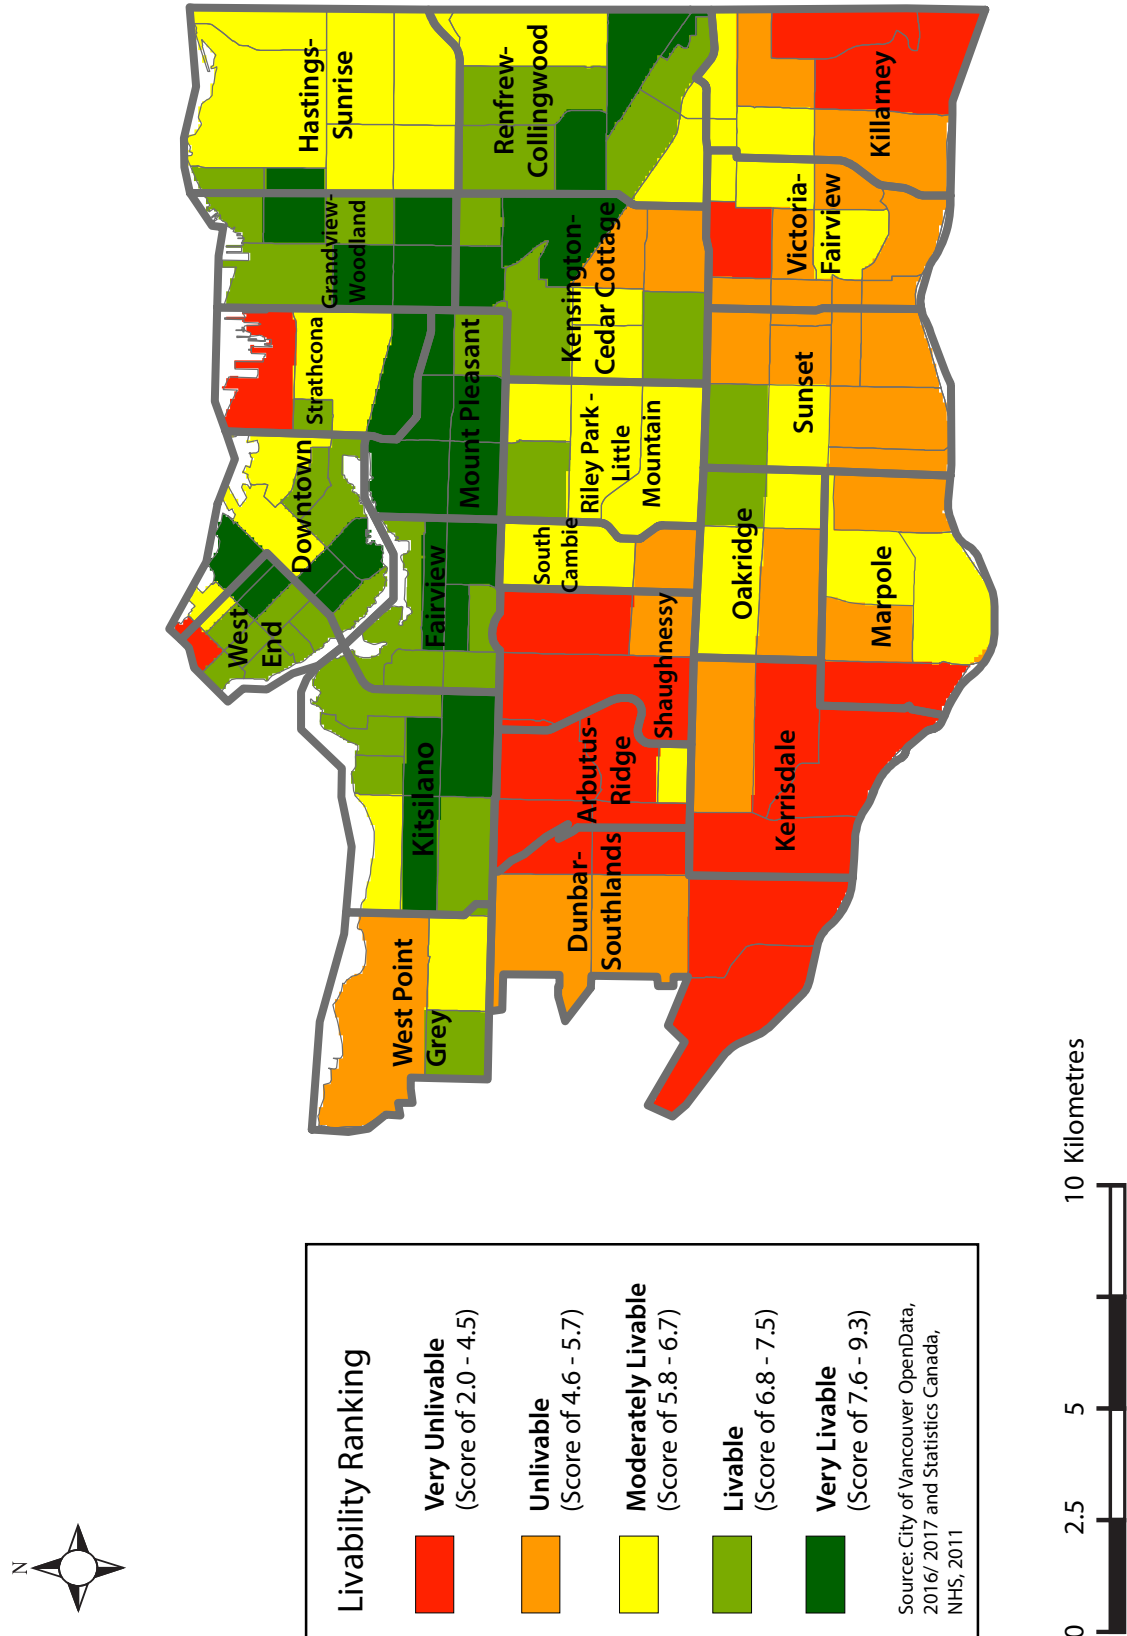 N
Hastings-
Sunrise
Grandview-
Woodland
Renfrew-
Collingwood
Strathcona
Downtown
West
End
Mount Pleasant
Fairview
Kitsilano
West Point
Grey
Kensington-
Cedar Cottage
Riley Park -
Little
Mountain
South
Cambie
Shaughnessy
Arbutus-
Ridge
Dunbar-
Southlands
Killarney
Victoria-
Fairview
Sunset
Oakridge
Marpole
Kerrisdale
Livability Ranking
Very Unlivable
(Score of 2.0 - 4.5)
Unlivable
(Score of 4.6 - 5.7)
Moderately Livable
(Score of 5.8 - 6.7)
Livable
(Score of 6.8 - 7.5)
Very Livable
(Score of 7.6 - 9.3)
Source: City of Vancouver OpenData,
2016/ 2017 and Statistics Canada,
NHS, 2011
0 2.5 5 10 Kilometres